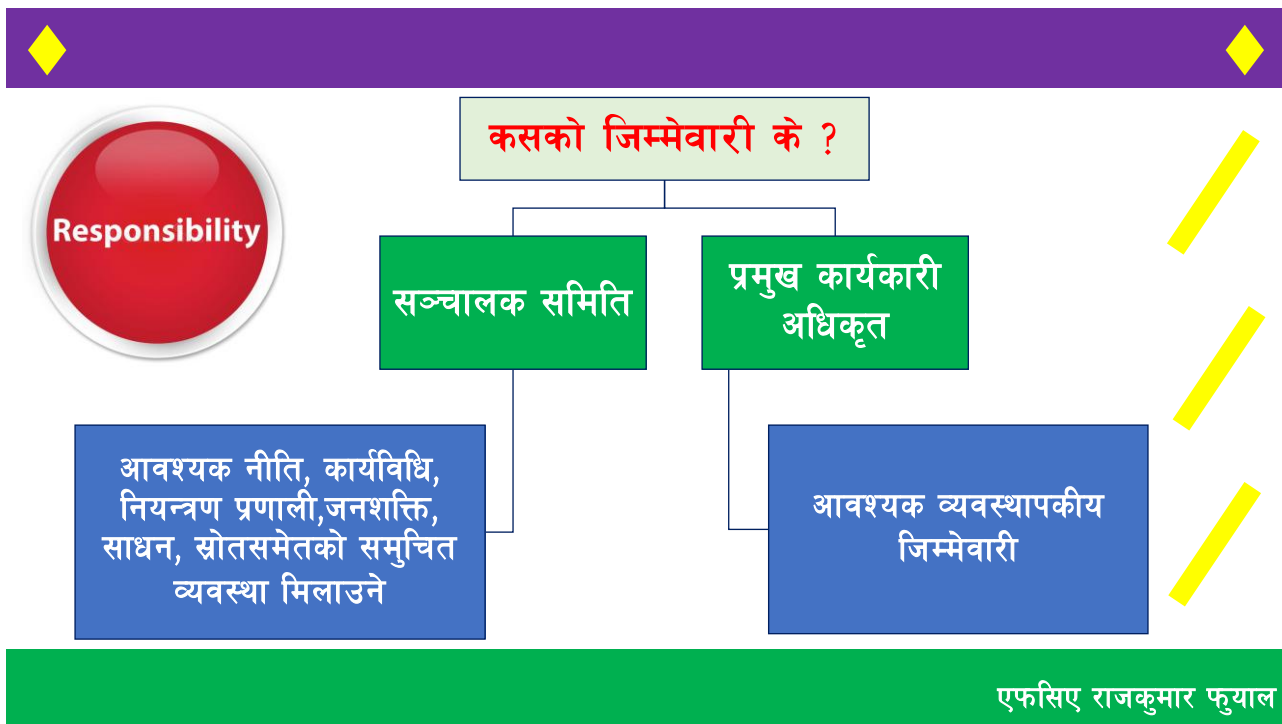 कसको जिम्मेवारी के ?
Responsibility
सञ्चालक समिति
प्रमुख कार्यकारी
अधिकृत
आवश्यक नीति, कार्यविधि,
नियन्त्रण प्रणाली,जनशक्ति,
साधन, स्रोतसमेतको समुचित
व्यवस्था मिलाउने
आवश्यक व्यवस्थापकीय
जिम्मेवारी
एफसिए राजकुमार फुयाल